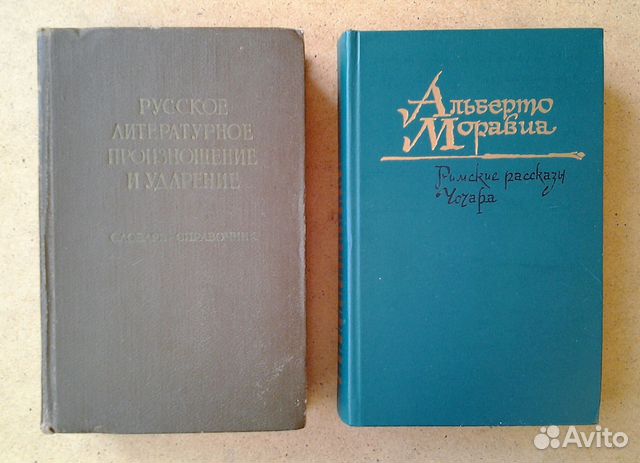 РУССКОЕ
ЛИТЕРАТУРНОЕ
ПРОИЗНОШЕНИЕ
И УДАРЕНИЕ
СЛОВАРЬ-СПРАВОЧНИК
Альберто
Моравиа
Римские рассказы
Чочара
Avito